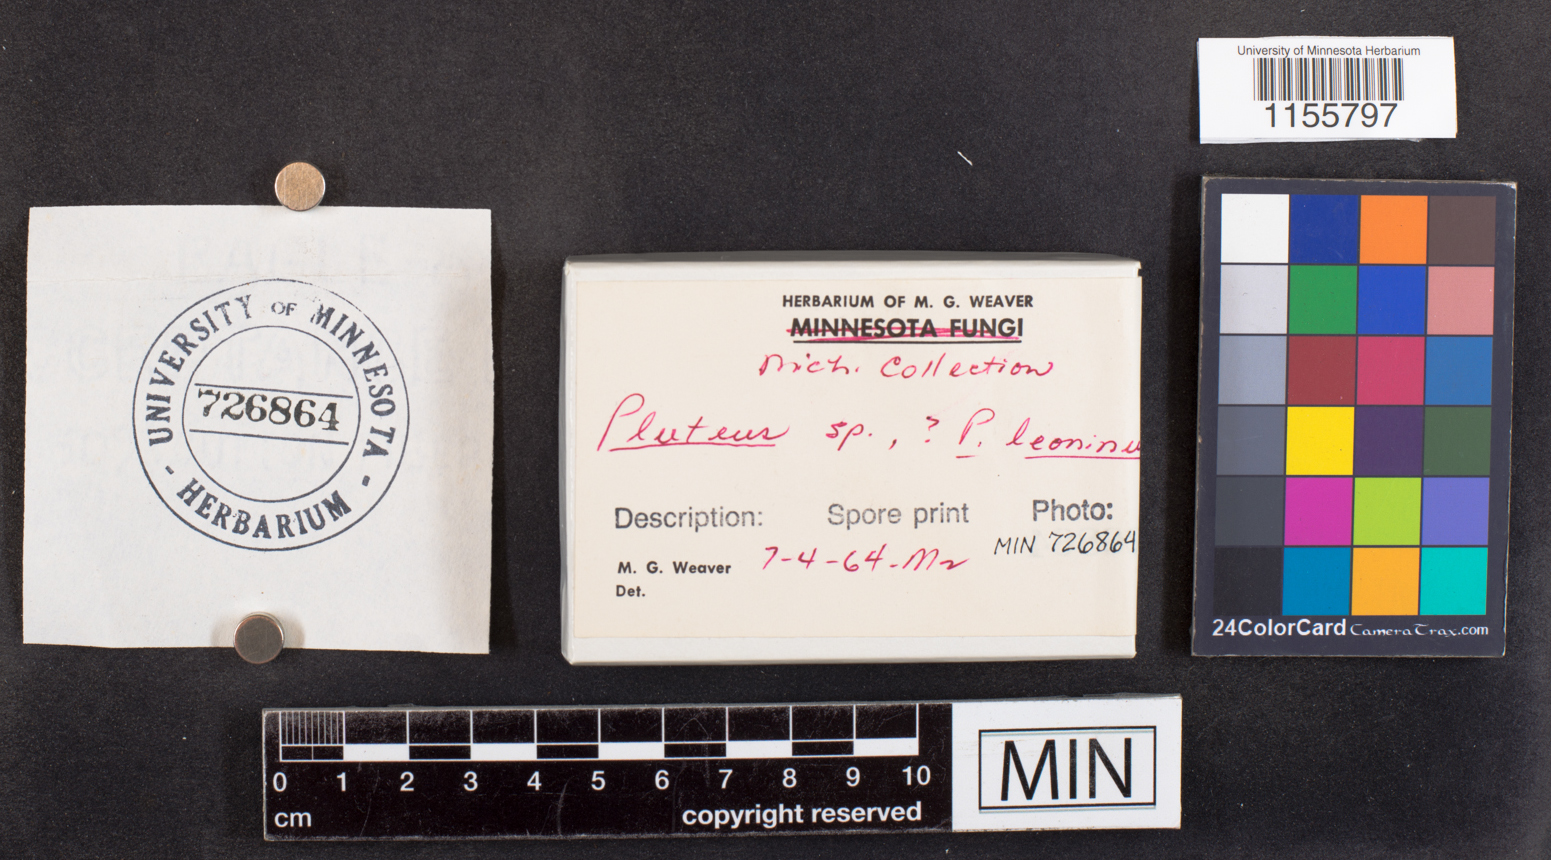 University of Minnesota Herbarium
1155797
UNIVERSITY OF MINNESOTA
726864
- HERBARIUM -
HERBARIUM OF M. G. WEAVER
MINNESOTA FUNGI
Mich. Collection
Pluteus sp., ? P. leoninu
Description: Spore print Photo:
MIN 726864
M. G. Weaver 7-4-64-
Det.
24ColorCard CameraTrax.com
0 1 2 3 4 5 6 7 8 9 10
cm copyright reserved
MIN